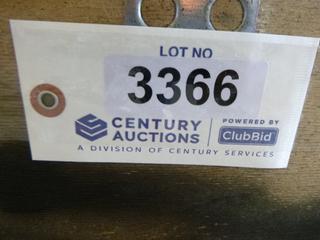 LOT NO
3366
CENTURY
AUCTIONS
POWERED BY
ClubBid
A DIVISION OF CENTURY SERVICES